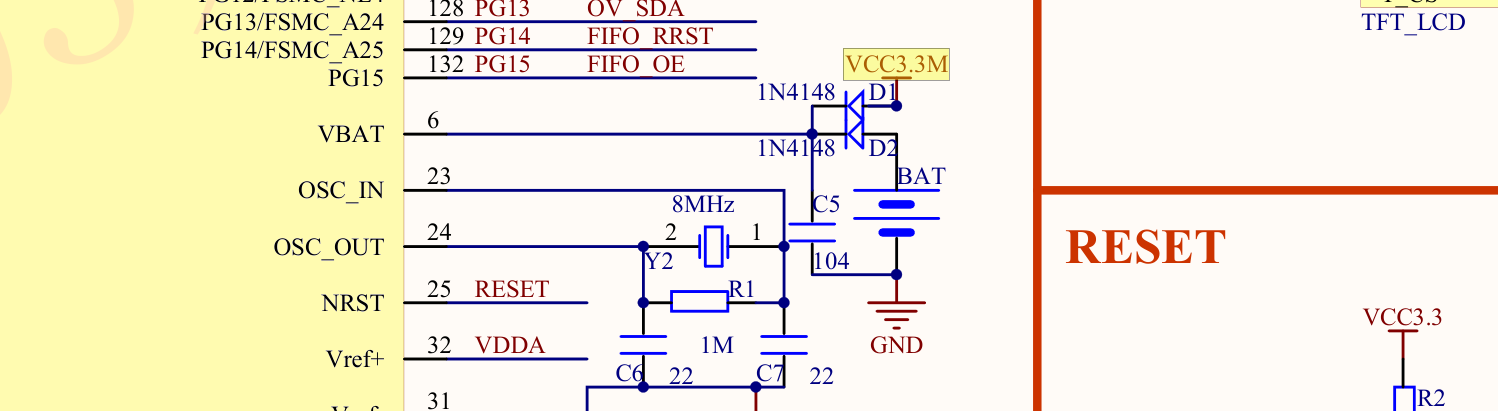 PG13/FSMC_A24 128 PG13 OV_SDA
PG14/FSMC_A25 129 PG14 FIFO_RRST
PG15 132 PG15 FIFO_OE
TFT_LCD
VCC3.3M
1N4148 D1
VBAT 6
1N4148 D2
BAT
OSC_IN 23
8MHz C5
OSC_OUT 24 2 1
Y2 104
RESET
NRST 25 RESET R1
VCC3.3
Vref+ 32 VDDA 1M GND
C6 22 C7 22
31
R2